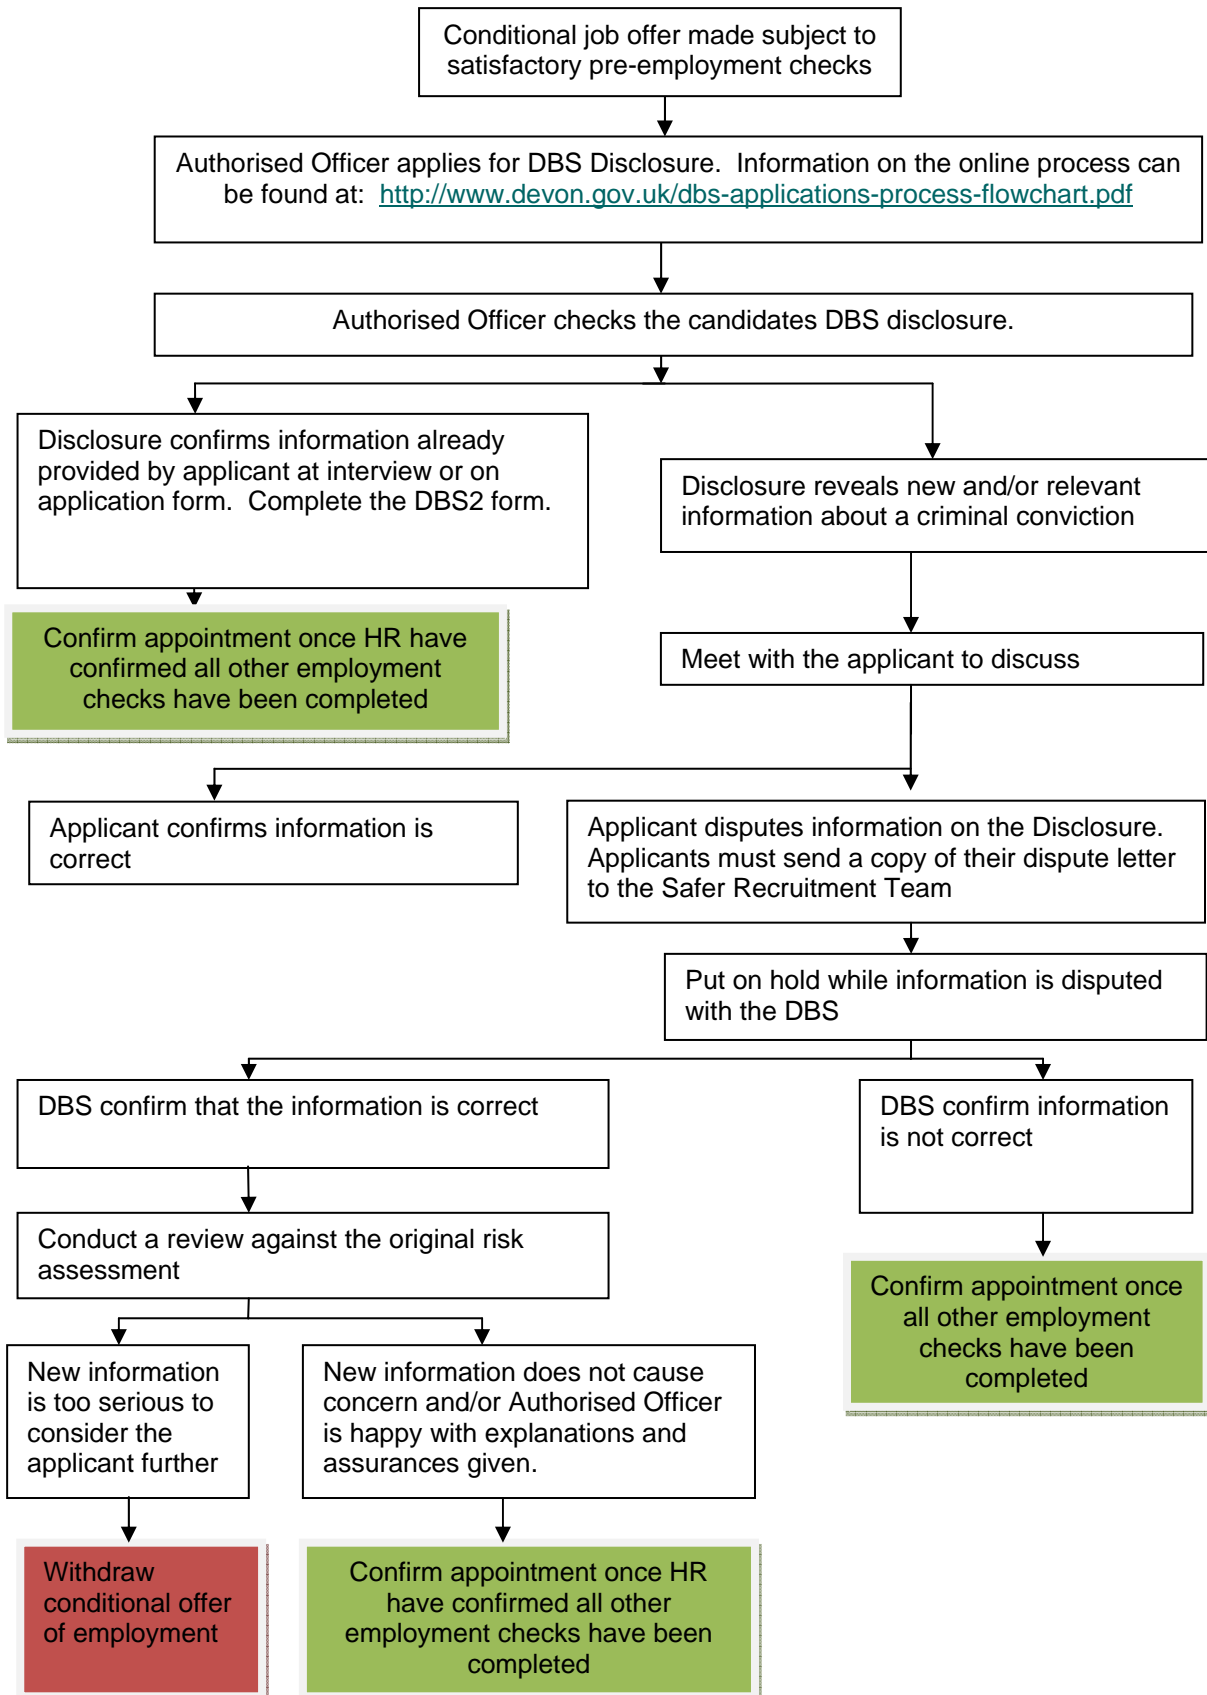 Conditional job offer made subject to
satisfactory pre-employment checks
Authorised Officer applies for DBS Disclosure.  Information on the online process can
be found at:  http://www.devon.gov.uk/dbs-applications-process-flowchart.pdf
Authorised Officer checks the candidates DBS disclosure.
Disclosure confirms information already
provided by applicant at interview or on
application form.  Complete the DBS2 form.
Disclosure reveals new and/or relevant
information about a criminal conviction
Confirm appointment once HR have
confirmed all other employment
checks have been completed
Meet with the applicant to discuss
Applicant confirms information is
correct
Applicant disputes information on the Disclosure.
Applicants must send a copy of their dispute letter
to the Safer Recruitment Team
Put on hold while information is disputed
with the DBS
DBS confirm that the information is correct
DBS confirm information
is not correct
Conduct a review against the original risk
assessment
Confirm appointment once
all other employment
checks have been
completed
New information
is too serious to
consider the
applicant further
New information does not cause
concern and/or Authorised Officer
is happy with explanations and
assurances given.
Withdraw
conditional offer
of employment
Confirm appointment once HR
have confirmed all other
employment checks have been
completed